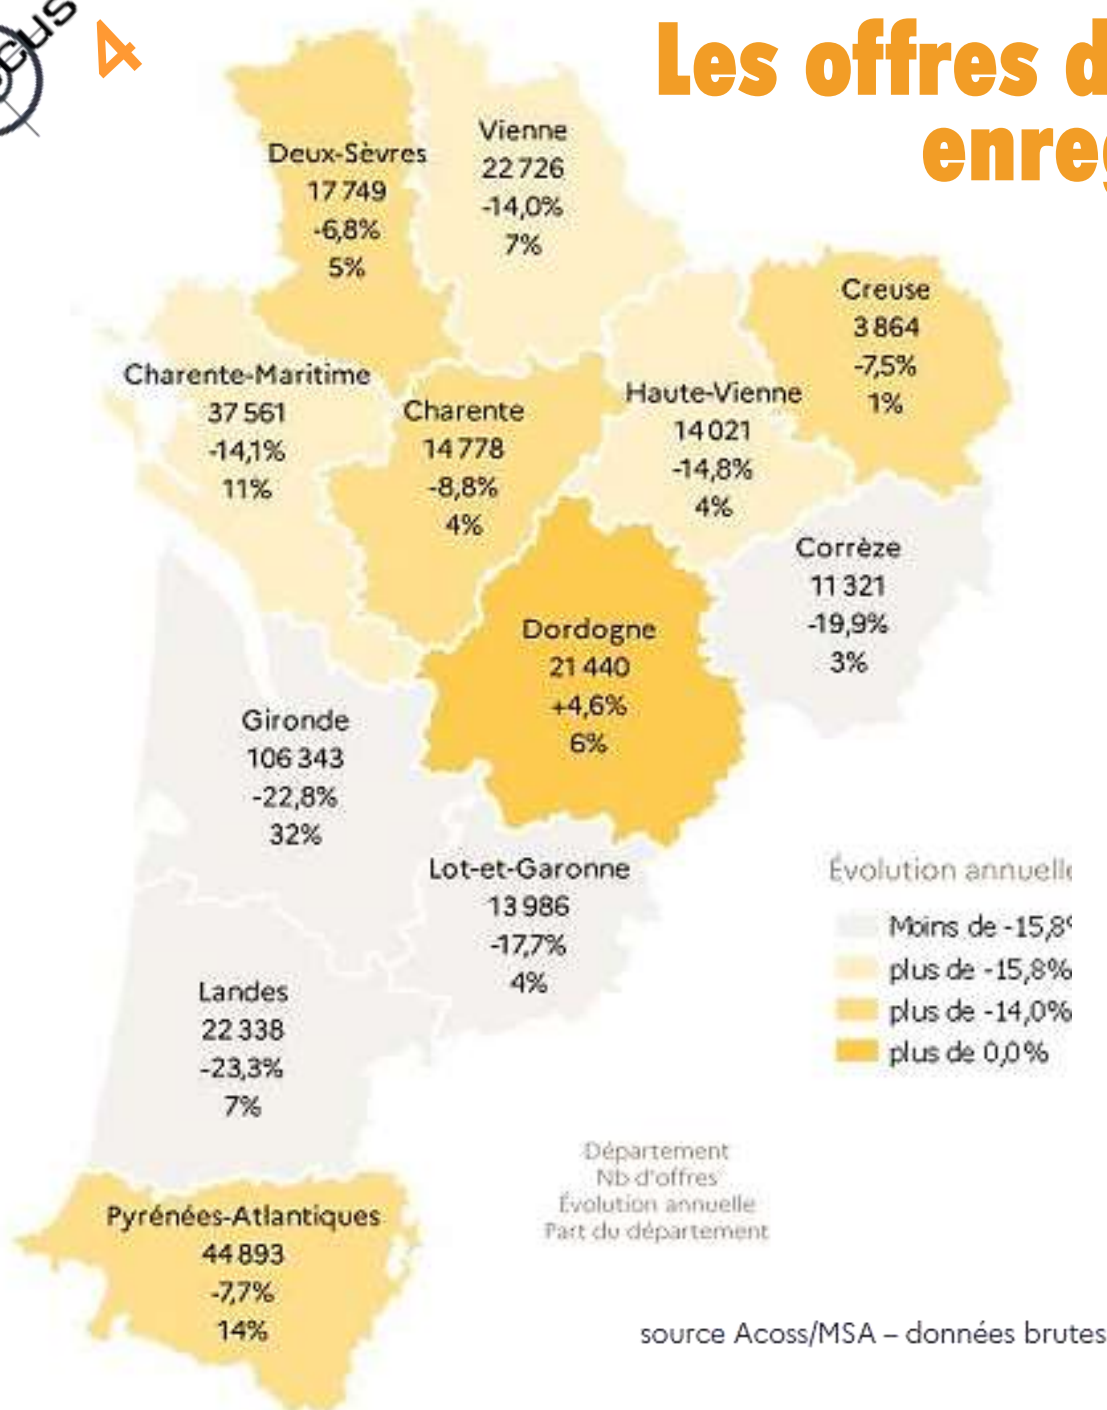 4
Les offres d
enreg
Deux-Sèvres
17 749
-6,8%
5%
Vienne
22 726
-14,0%
7%
Creuse
3 864
-7,5%
1%
Charente-Maritime
37 561
-14,1%
11%
Charente
14 778
-8,8%
4%
Haute-Vienne
14 021
-14,8%
4%
Corrèze
11 321
-19,9%
3%
Dordogne
21 440
+4,6%
6%
Gironde
106 343
-22,8%
32%
Lot-et-Garonne
13 986
-17,7%
4%
Landes
22 338
-23,3%
7%
Pyrénées-Atlantiques
44 893
-7,7%
14%
Évolution annuelle
Moins de -15,8%
plus de -15,8%
plus de -14,0%
plus de 0,0%
Département
Nb d'offres
Évolution annuelle
Part du département
source Acoss/MSA – données brutes